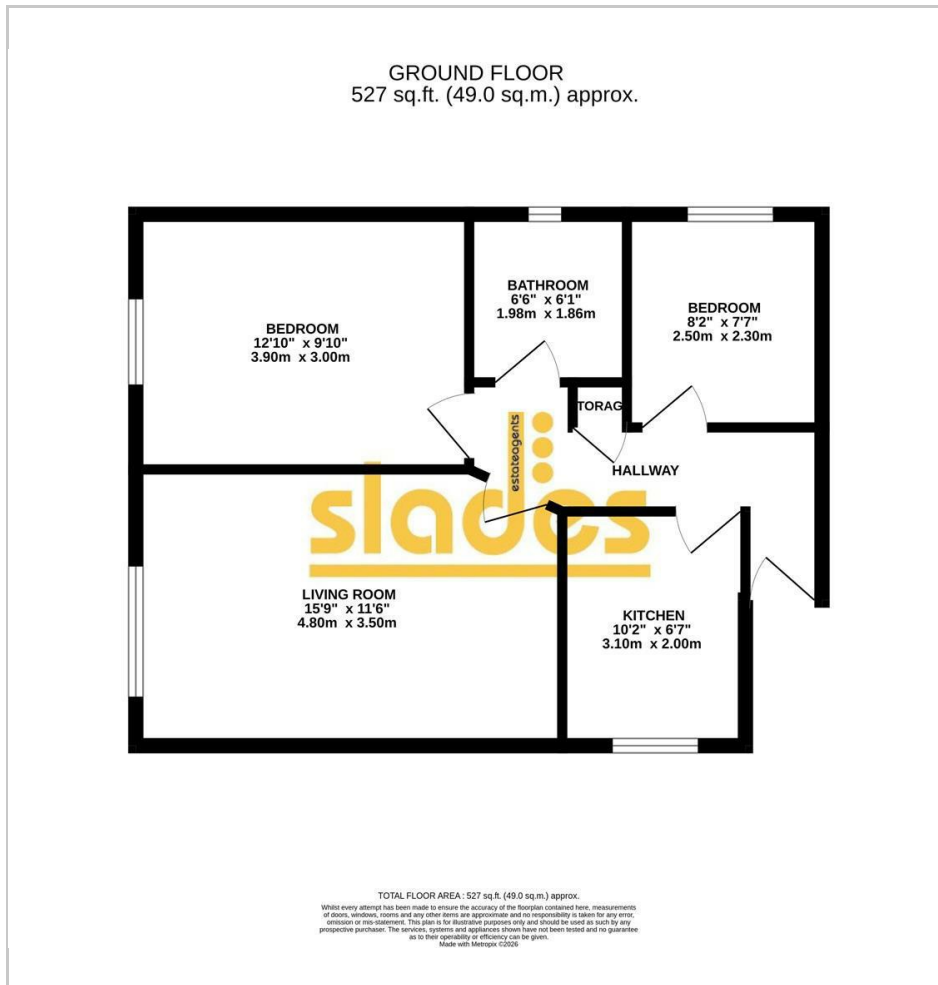 GROUND FLOOR
527 sq.ft. (49.0 sq.m.) approx.
BATHROOM
6'6" x 6'1"
1.98m x 1.86m
BEDROOM
8'2" x 7'7"
2.50m x 2.30m
BEDROOM
12'10" x 9'10"
3.90m x 3.00m
TORAG
HALLWAY
estateagents
slades
LIVING ROOM
15'9" x 11'6"
4.80m x 3.50m
KITCHEN
10'2" x 6'7"
3.10m x 2.00m
TOTAL FLOOR AREA : 527 sq.ft. (49.0 sq.m.) approx.
Whilst every attempt has been made to ensure the accuracy of the floorplan contained here, measurements
of doors, windows, rooms and any other items are approximate and no responsibility is taken for any error,
omission or mis-statement. This plan is for illustrative purposes only and should be used as such by any
prospective purchaser. The services, systems and appliances shown have not been tested and no guarantee
as to their operability or efficiency can be given.
Made with Metropix ©2026